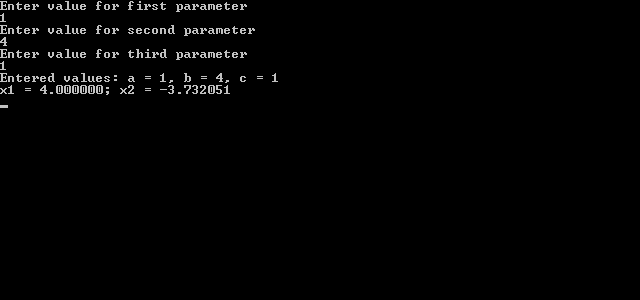 Enter value for first parameter
1
Enter value for second parameter
4
Enter value for third parameter
1
Entered values: a = 1, b = 4, c = 1
x1 = 4.000000; x2 = -3.732051